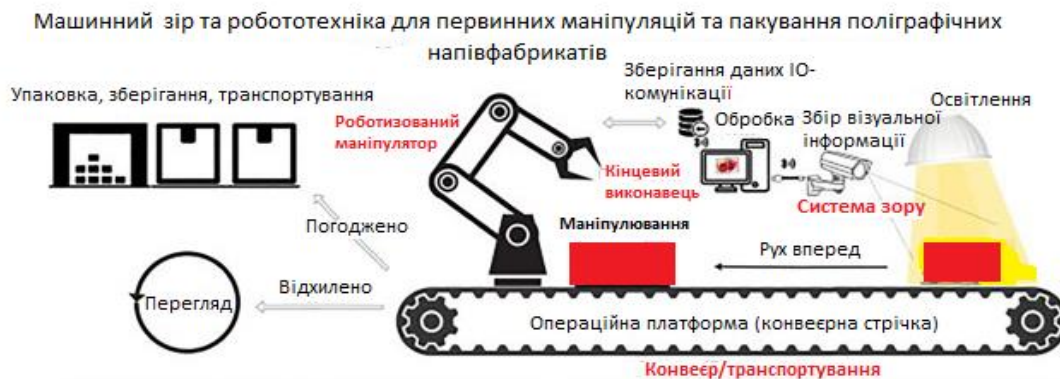 Машинний зір та робототехніка для первинних маніпуляцій та пакування поліграфічних
напівфабрикатів
Упаковка, зберігання, транспортування
Роботизований
маніпулятор
Зберігання даних ІО-
комунікації
Обробка
Збір візуальної
інформації
Освітлення
Кінцевий
виконавець
Система зору
Погоджено
Маніпулювання
Рух вперед
Відхилено
Перегляд
Операційна платформа (конвеєрна стрічка)
Конвеєр/транспортування